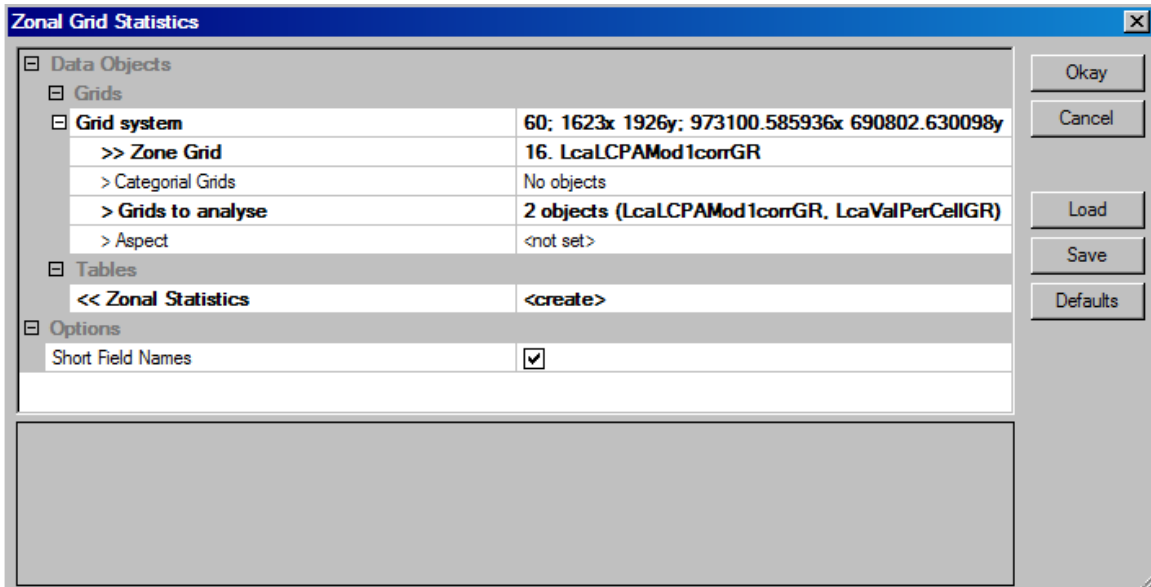 Zonal Grid Statistics
Data Objects
Okay
Grids
Grid system 60; 1623x 1926y; 973100.585936x 690802.630098y
Cancel
>> Zone Grid 16. LcaLCPAMod1corrGR
> Categorial Grids No objects
> Grids to analyse 2 objects (LcaLCPAMod1corrGR, LcaValPerCellGR)
Load
> Aspect <not set>
Tables
Save
<< Zonal Statistics <create>
Defaults
Options
Short Field Names